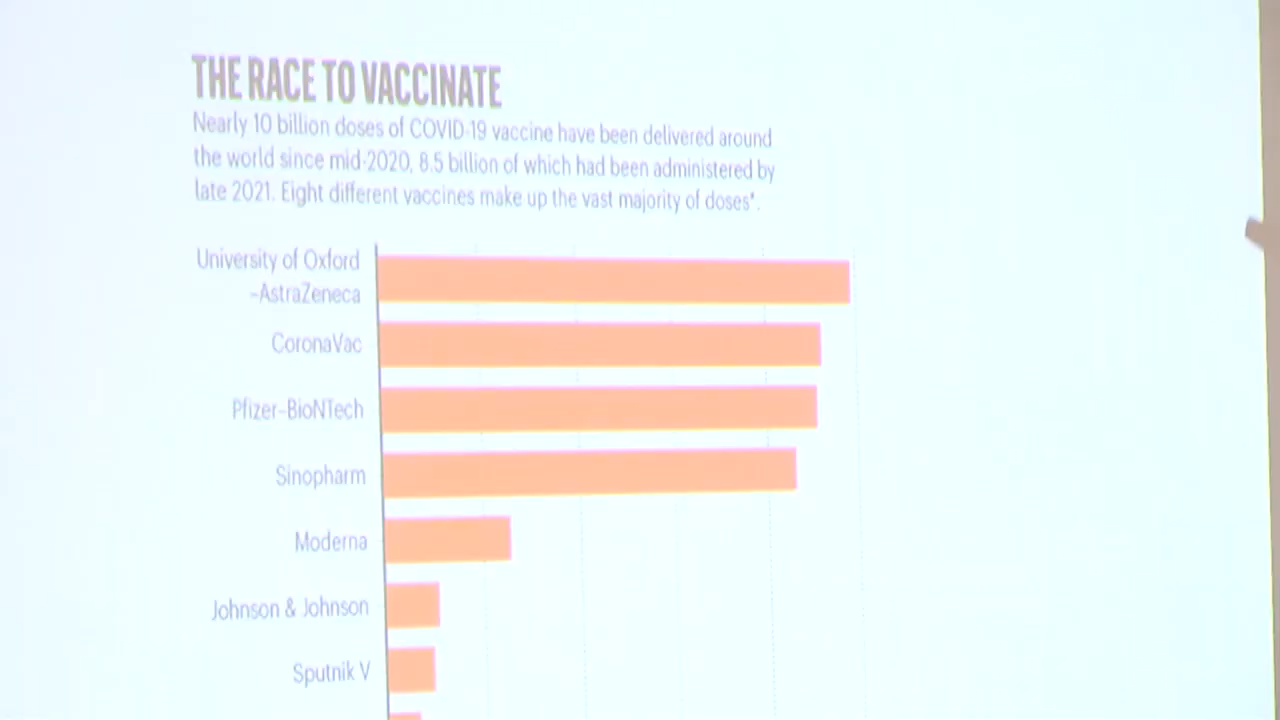 THE RACE TO VACCINATE
Nearly 10 billion doses of COVID-19 vaccine have been delivered around
the world since mid-2020, 8.5 billion of which had been administered by
late 2021. Eight different vaccines make up the vast majority of doses*.
University of Oxford
–AstraZeneca
CoronaVac
Pfizer–BioNTech
Sinopharm
Moderna
Johnson & Johnson
Sputnik V